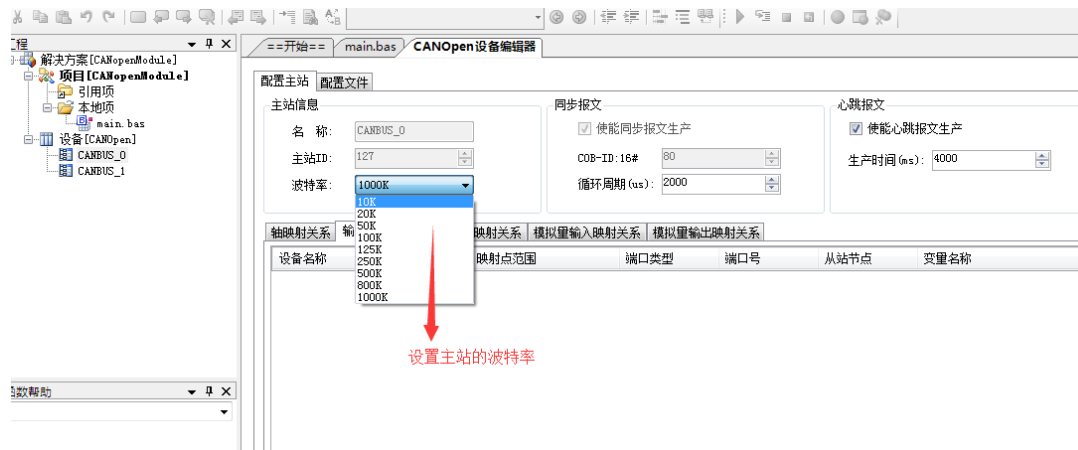 工程
==开始== main.bas CANOpen设备编辑器
解决方案[CANopenModule]
项目[CANopenModule]
引用项
本地项
main.bas
设备[CANOpen]
CANBUS_0
CANBUS_1
配置主站 配置文件
主站信息 同步报文 心跳报文
名 称: CANBUS_0 使能同步报文生产 使能心跳报文生产
主站ID: 127 COB-ID:16# 80 生产时间(ms): 4000
波特率: 1000K 循环周期(us): 2000
10K
20K
50K
100K
125K
250K
500K
800K
1000K
轴映射关系 输 映射关系 模拟量输入映射关系 模拟量输出映射关系
设备名称 映射点范围 端口类型 端口号 从站节点 变量名称
设置主站的波特率
函数帮助